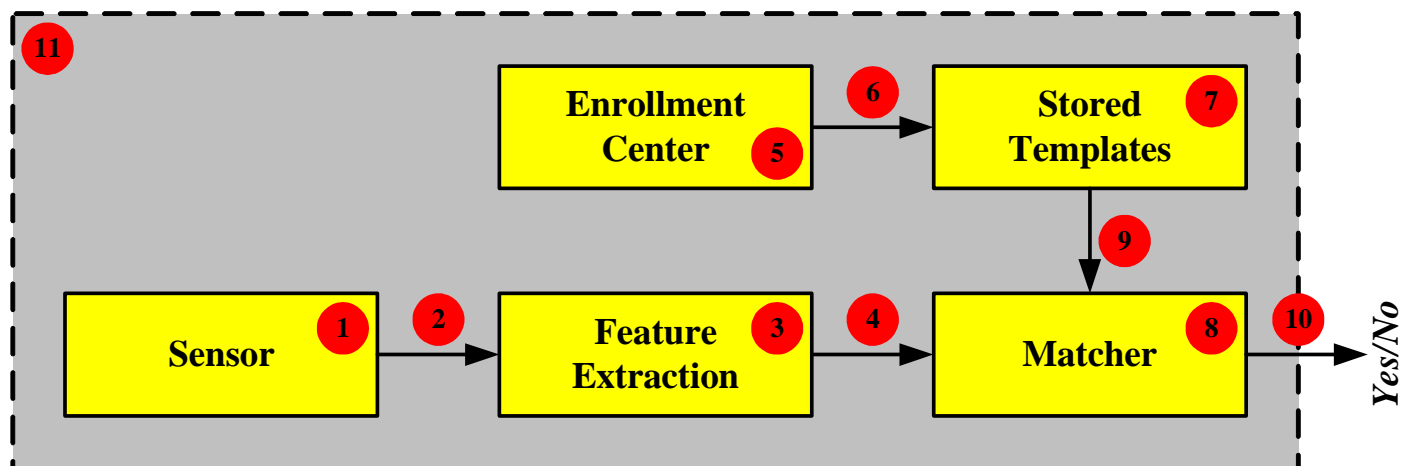 11
Enrollment
Center
5
6
Stored
Templates
7
9
Sensor
1
2
Feature
Extraction
3
4
Matcher
8
10
Yes/No